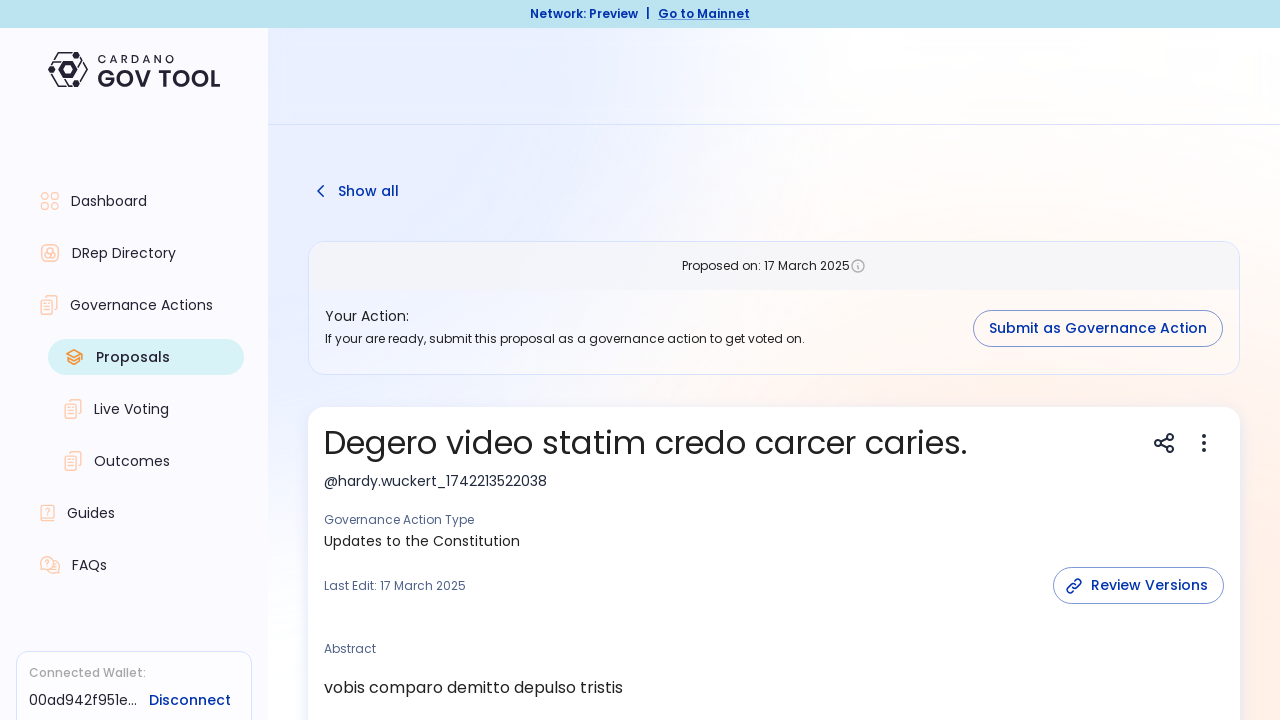 Network: Preview | Go to Mainnet
CARDANO
GOV TOOL
Dashboard
DRep Directory
Governance Actions
Proposals
Live Voting
Outcomes
Guides
FAQs
Connected Wallet:
00ad942f951e... Disconnect
Show all
Proposed on: 17 March 2025
Your Action:
If your are ready, submit this proposal as a governance action to get voted on.
Submit as Governance Action
Degero video statim credo carcer caries.
@hardy.wuckert_1742213522038
Governance Action Type
Updates to the Constitution
Last Edit: 17 March 2025
Review Versions
Abstract
vobis comparo demitto depulso tristis